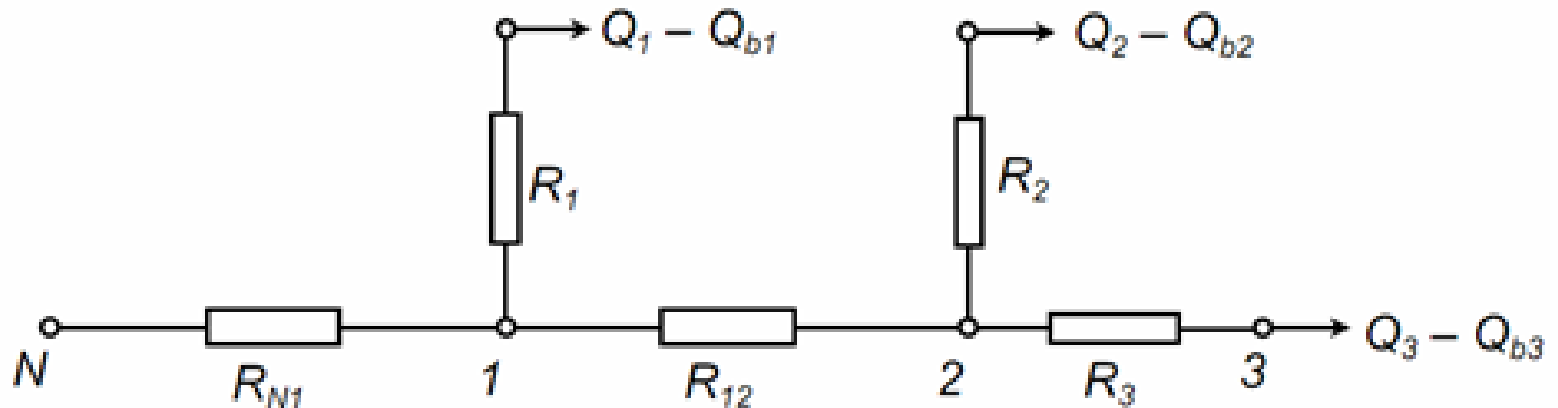 Q1 – Qb1
Q2 – Qb2
R1
R2
N
RN1
1
R12
2
R3
3
Q3 – Qb3